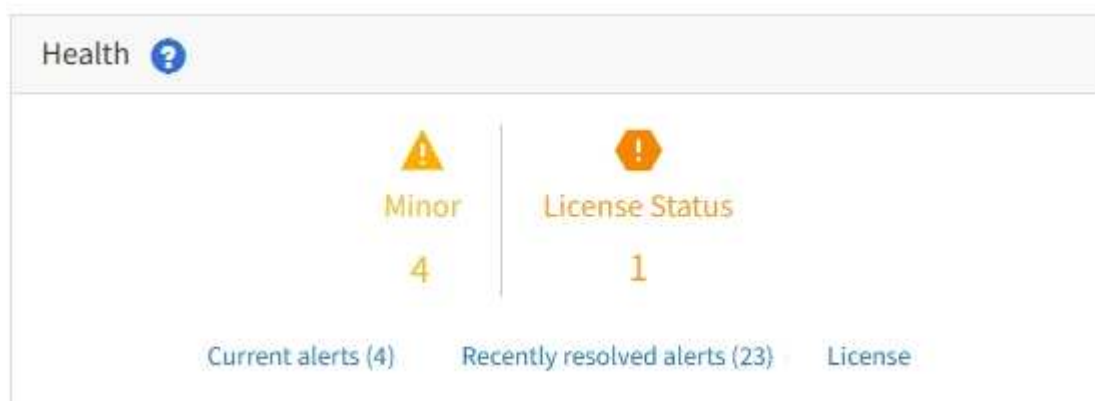 Health ?
Minor License Status
4 1
Current alerts (4) Recently resolved alerts (23) License